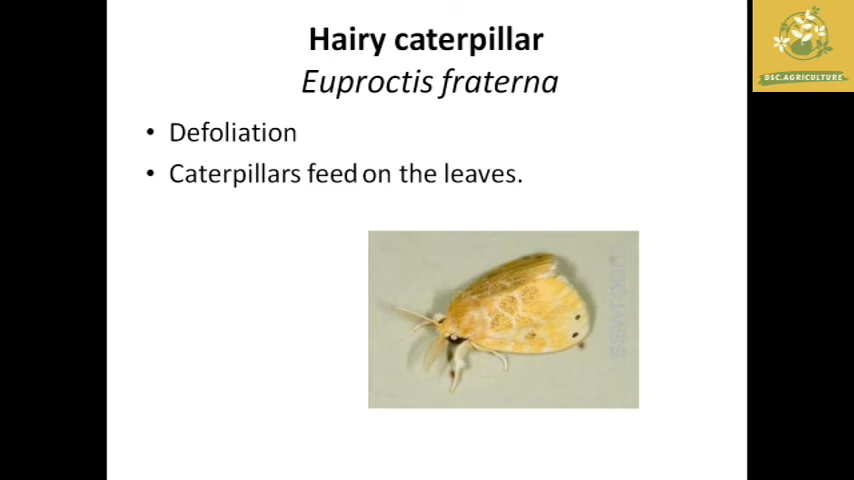 Hairy caterpillar
Euproctis fraterna
• Defoliation
• Caterpillars feed on the leaves.
BSC.AGRICULTURE